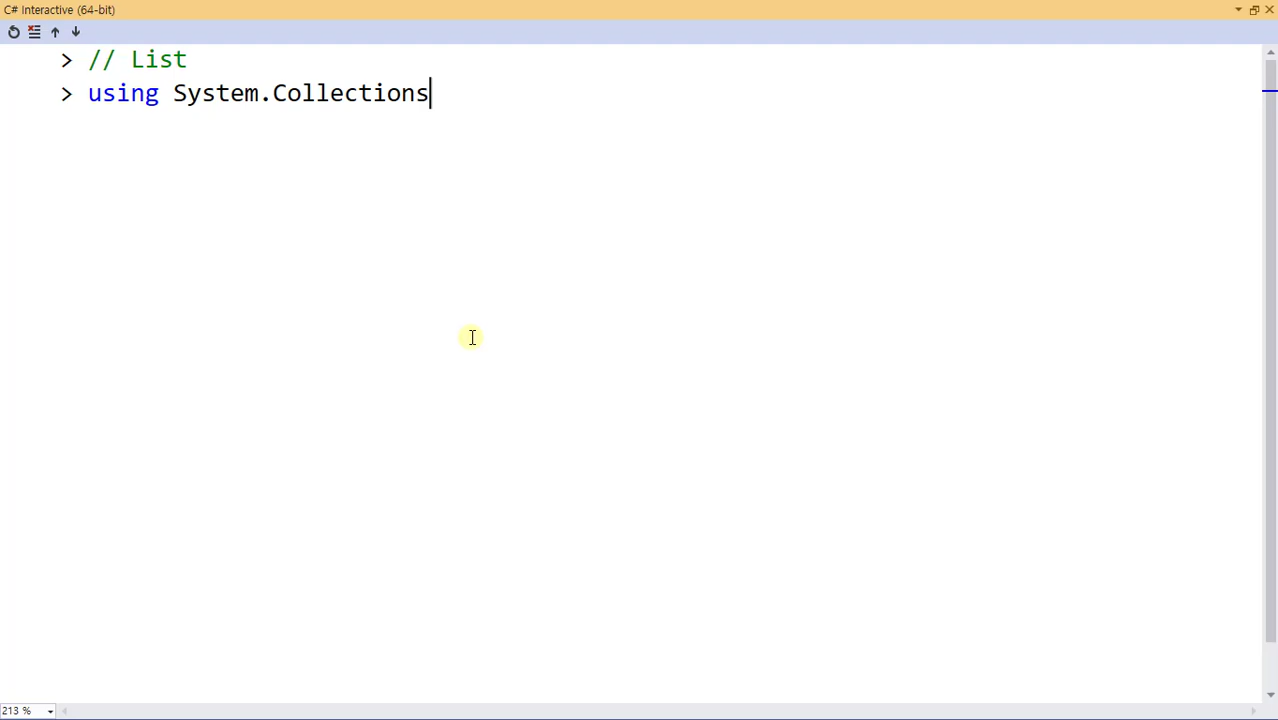 C# Interactive (64-bit)
> // List
> using System.Collections
213 %